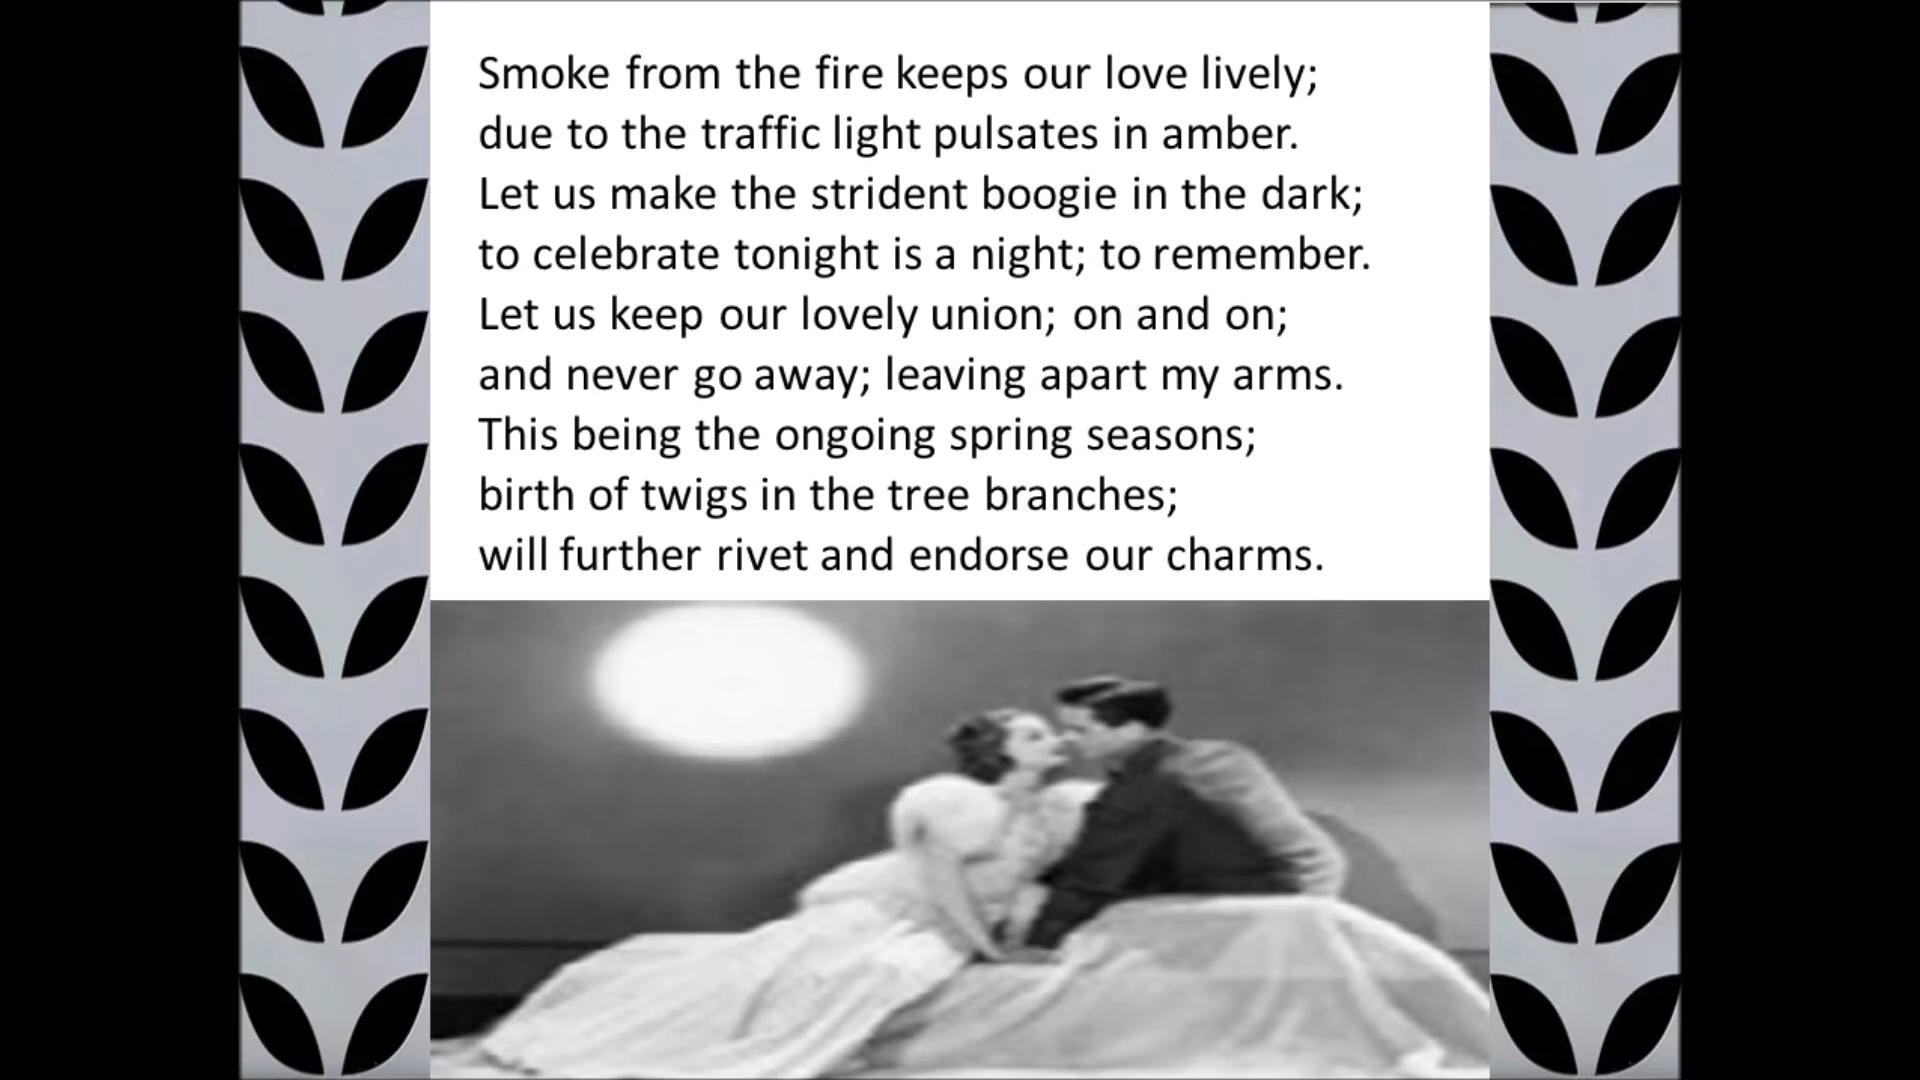 Smoke from the fire keeps our love lively;
due to the traffic light pulsates in amber.
Let us make the strident boogie in the dark;
to celebrate tonight is a night; to remember.
Let us keep our lovely union; on and on;
and never go away; leaving apart my arms.
This being the ongoing spring seasons;
birth of twigs in the tree branches;
will further rivet and endorse our charms.